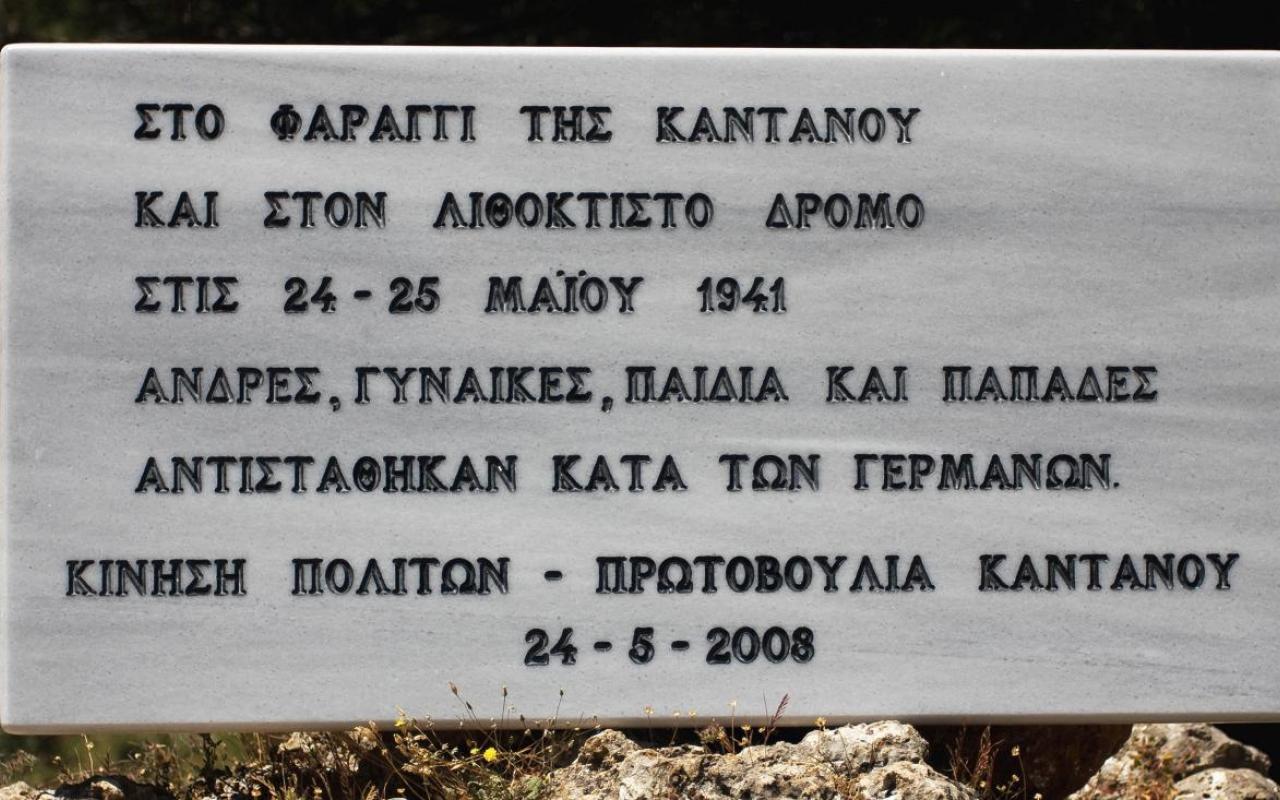 ΣΤΟ ΦΑΡΑΓΓΙ ΤΗΣ ΚΑΝΤΑΝΟΥ
ΚΑΙ ΣΤΟΝ ΛΙΘΟΚΤΙΣΤΟ ΔΡΟΜΟ
ΣΤΙΣ 24 - 25 ΜΑΪΟΥ 1941
ΑΝΔΡΕΣ, ΓΥΝΑΙΚΕΣ, ΠΑΙΔΙΑ ΚΑΙ ΠΑΠΑΔΕΣ
ΑΝΤΙΣΤΑΘΗΚΑΝ ΚΑΤΑ ΤΩΝ ΓΕΡΜΑΝΩΝ.
ΚΙΝΗΣΗ ΠΟΛΙΤΩΝ - ΠΡΩΤΟΒΟΥΛΙΑ ΚΑΝΤΑΝΟΥ
24 - 5 - 2008